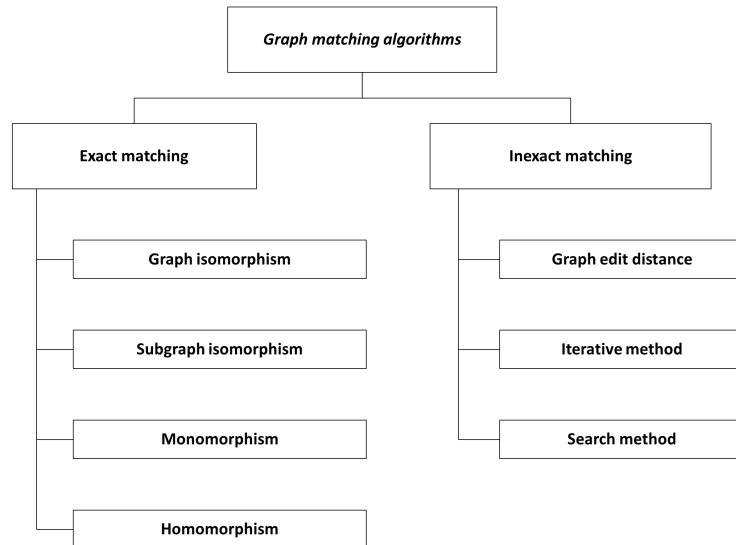 Graph matching algorithms
Exact matching
Inexact matching
Graph isomorphism
Graph edit distance
Subgraph isomorphism
Iterative method
Monomorphism
Search method
Homomorphism